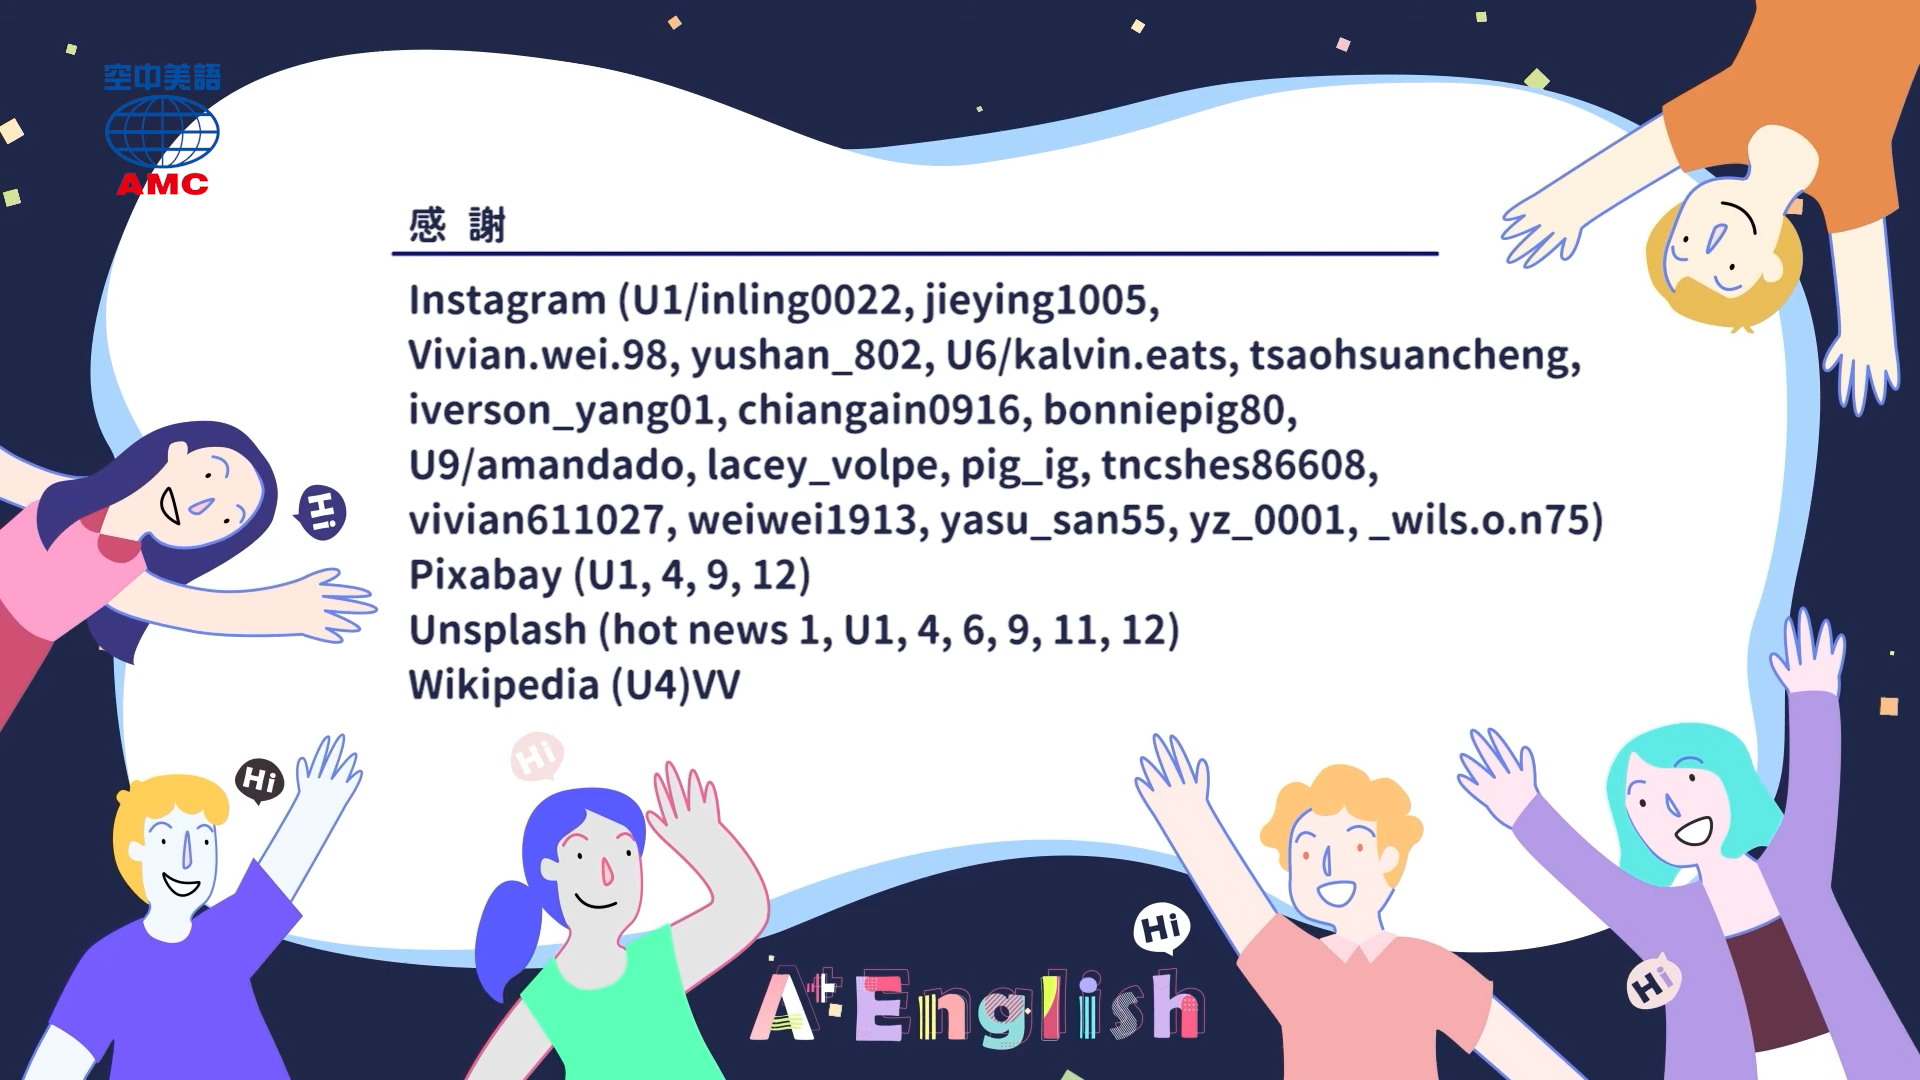 空中美語
AMC
感 謝
Instagram (U1/inling0022, jieying1005,
Vivian.wei.98, yushan_802, U6/kalvin.eats, tsaohsuancheng,
iverson_yang01, chiangain0916, bonniepig80,
U9/amandado, lacey_volpe, pig_ig, tncshes86608,
vivian611027, weiwei1913, yasu_san55, yz_0001, _wils.o.n75)
Pixabay (U1, 4, 9, 12)
Unsplash (hot news 1, U1, 4, 6, 9, 11, 12)
Wikipedia (U4)VV
Hi
Hi
Hi
Hi
Hi
A+English